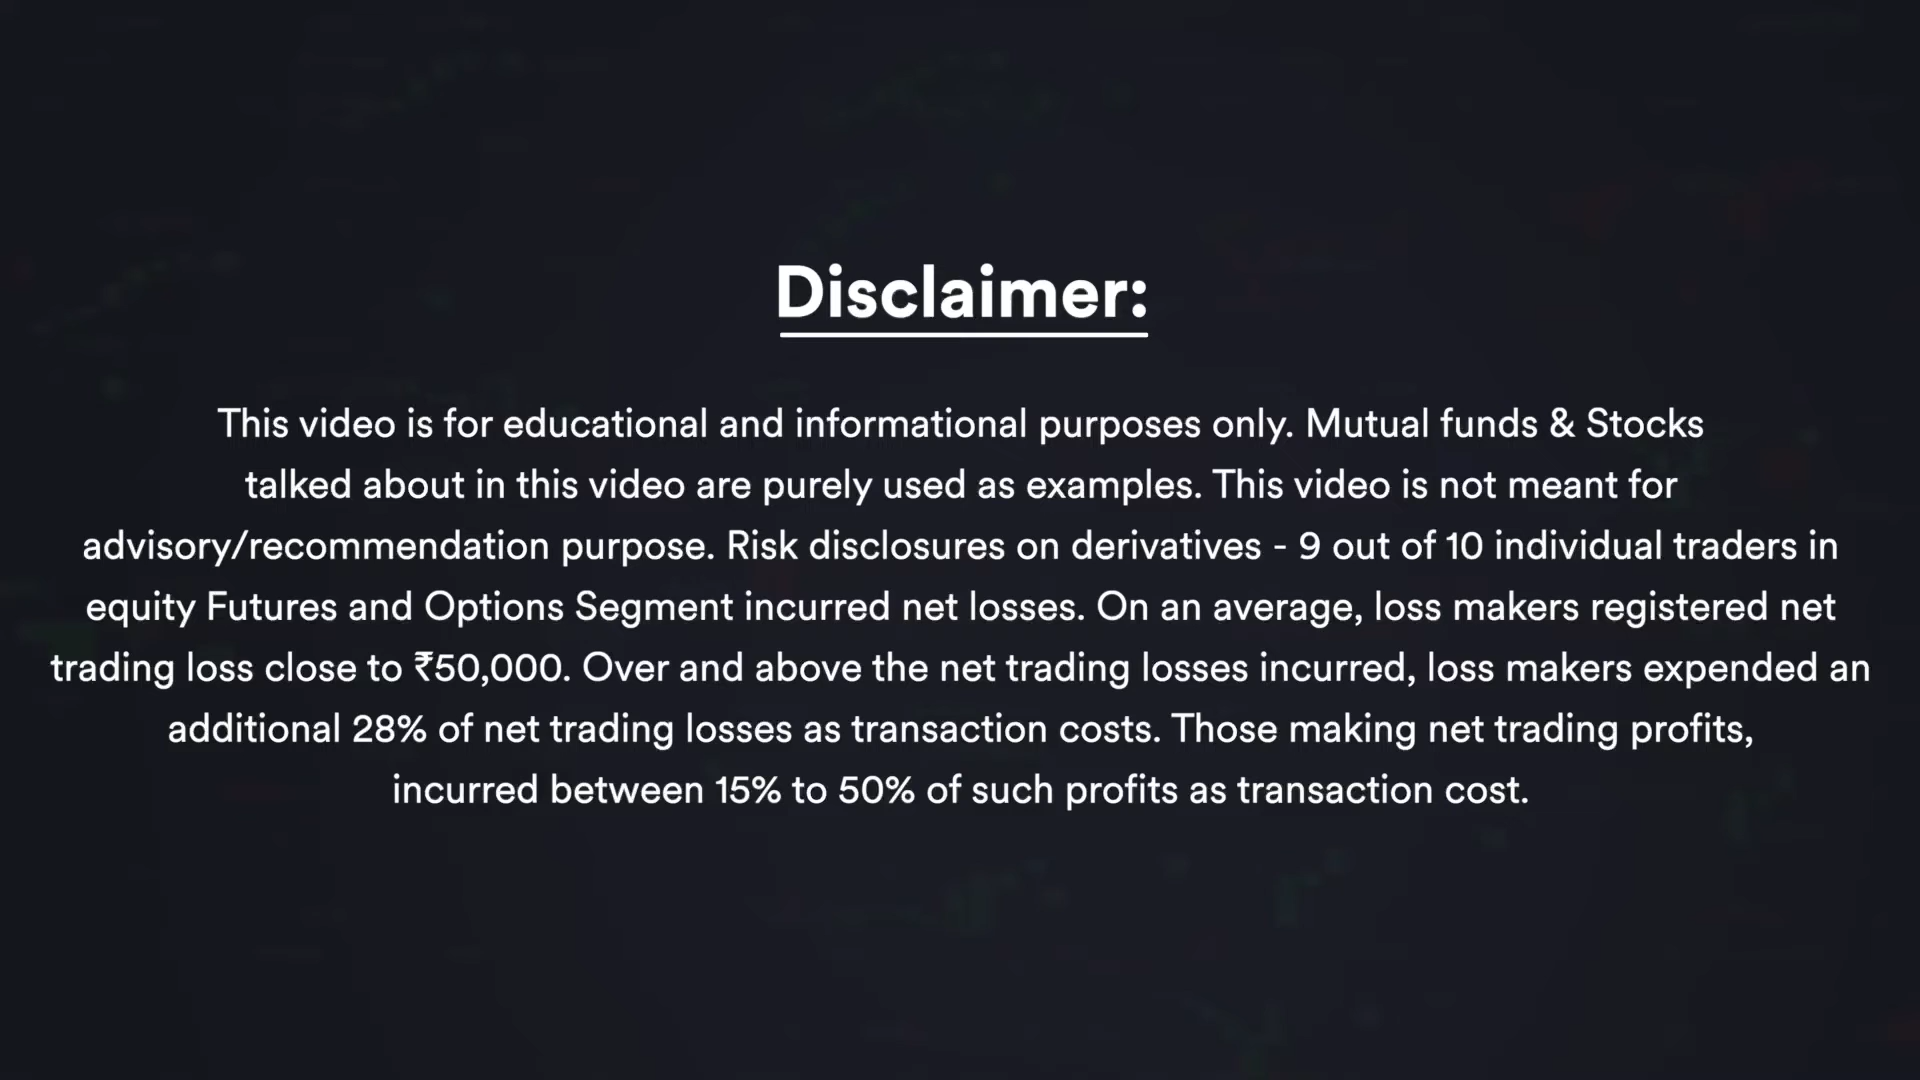 Disclaimer:
This video is for educational and informational purposes only. Mutual funds & Stocks
talked about in this video are purely used as examples. This video is not meant for
advisory/recommendation purpose. Risk disclosures on derivatives - 9 out of 10 individual traders in
equity Futures and Options Segment incurred net losses. On an average, loss makers registered net
trading loss close to ₹50,000. Over and above the net trading losses incurred, loss makers expended an
additional 28% of net trading losses as transaction costs. Those making net trading profits,
incurred between 15% to 50% of such profits as transaction cost.